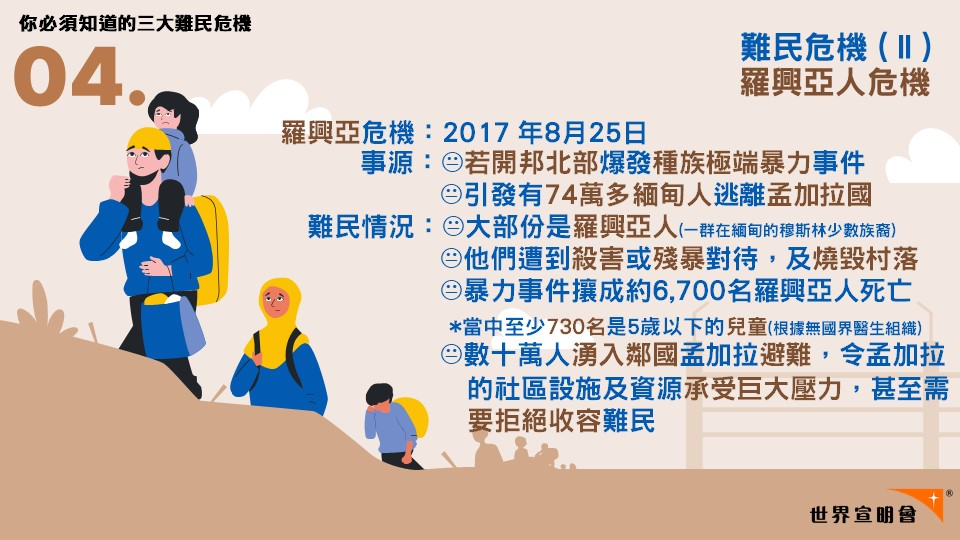 你必須知道的三大難民危機
04.
難民危機 ( II )
羅興亞人危機
羅興亞危機：2017 年8月25日
事源：😐若開邦北部爆發種族極端暴力事件
😐引發有74萬多緬甸人逃離孟加拉國
難民情況：😐大部份是羅興亞人(一群在緬甸的穆斯林少數族裔)
😐他們遭到殺害或殘暴對待，及燒毀村落
😐暴力事件攘成約6,700名羅興亞人死亡
*當中至少730名是5歲以下的兒童(根據無國界醫生組織)
😐數十萬人湧入鄰國孟加拉避難，令孟加拉
的社區設施及資源承受巨大壓力，甚至需
要拒絕收容難民
世界宣明會®